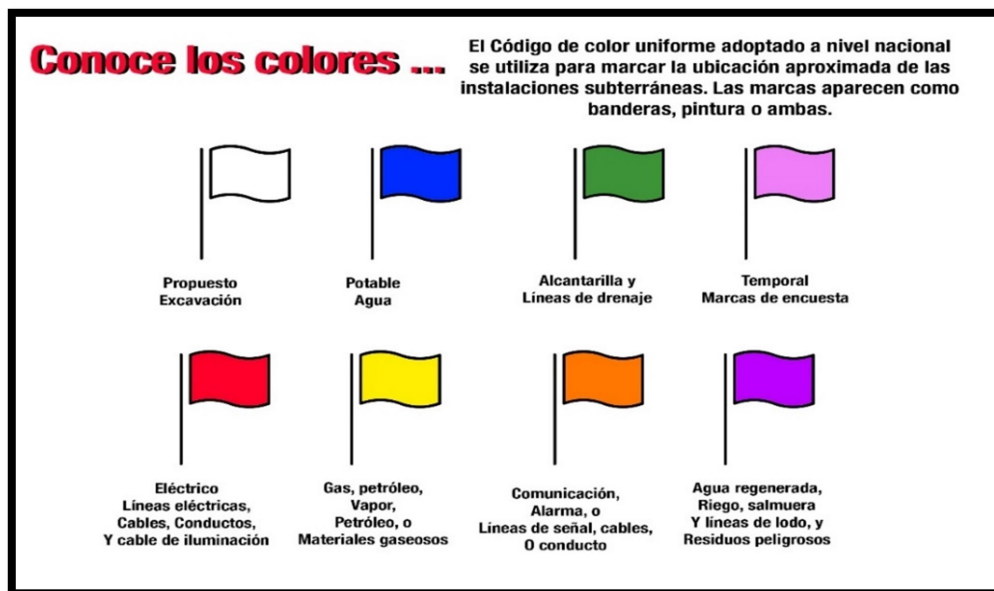 Conoce los colores ...
El Código de color uniforme adoptado a nivel nacional
se utiliza para marcar la ubicación aproximada de las
instalaciones subterráneas. Las marcas aparecen como
banderas, pintura o ambas.
Propuesto
Excavación
Potable
Agua
Alcantarilla y
Líneas de drenaje
Temporal
Marcas de encuesta
Eléctrico
Líneas eléctricas,
Cables, Conductos,
Y cable de iluminación
Gas, petróleo,
Vapor,
Petróleo, o
Materiales gaseosos
Comunicación,
Alarma, o
Líneas de señal, cables,
O conducto
Agua regenerada,
Riego, salmuera
Y líneas de lodo, y
Residuos peligrosos